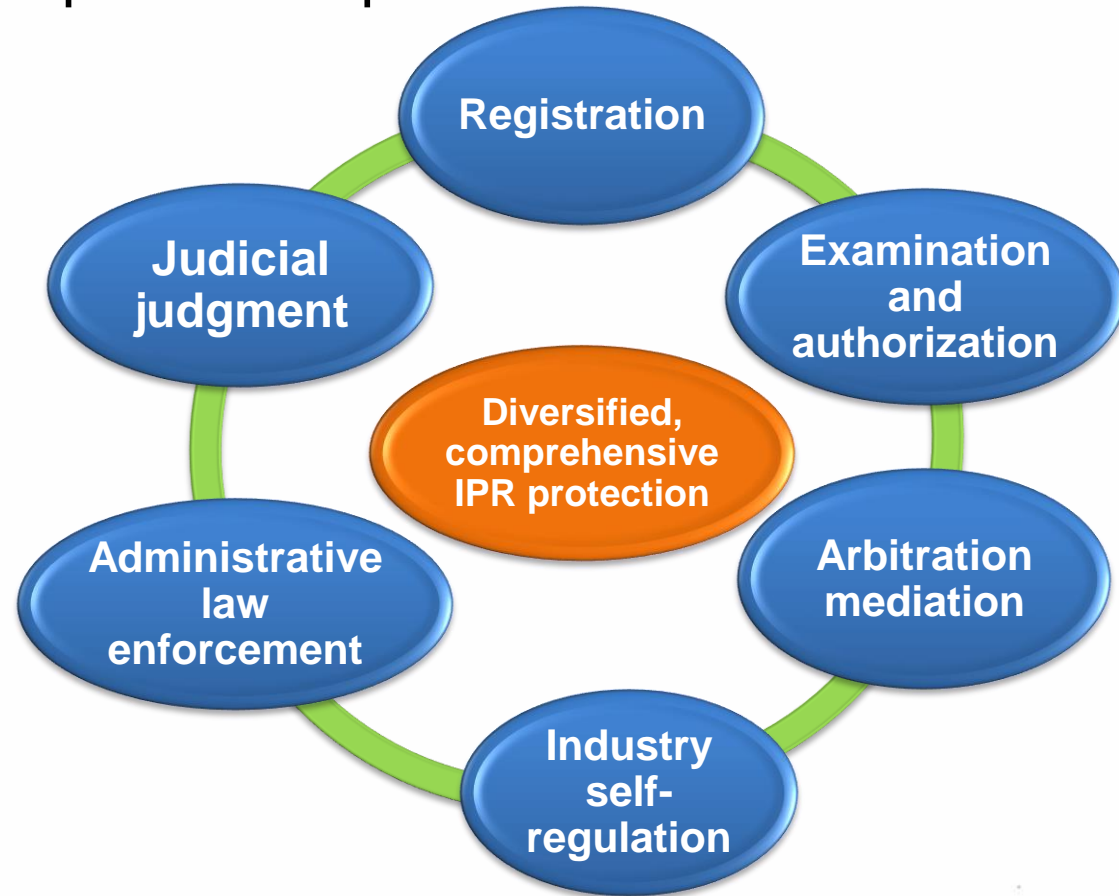 Registration
Examination
and
authorization
Arbitration
mediation
Industry
self-
regulation
Administrative
law
enforcement
Judicial
judgment
Diversified,
comprehensive
IPR protection